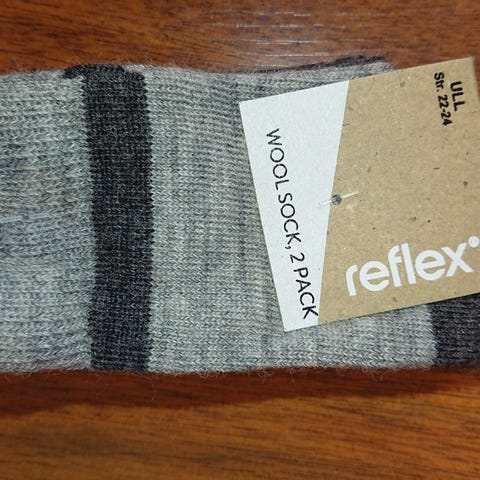 ULL
Str. 22-24
WOOL SOCK, 2 PACK
reflex